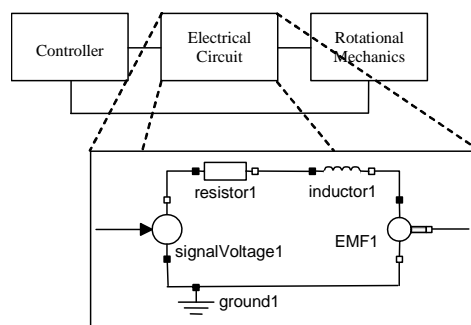 Controller
Electrical
Circuit
Rotational
Mechanics
resistor1
inductor1
signalVoltage1
EMF1
ground1